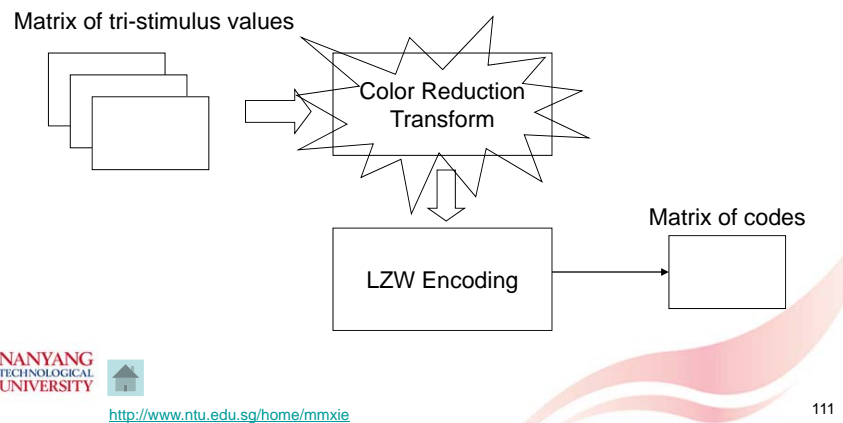 Matrix of tri-stimulus values
Color Reduction
Transform
Matrix of codes
LZW Encoding
NANYANG
TECHNOLOGICAL
UNIVERSITY
http://www.ntu.edu.sg/home/mmxie
111